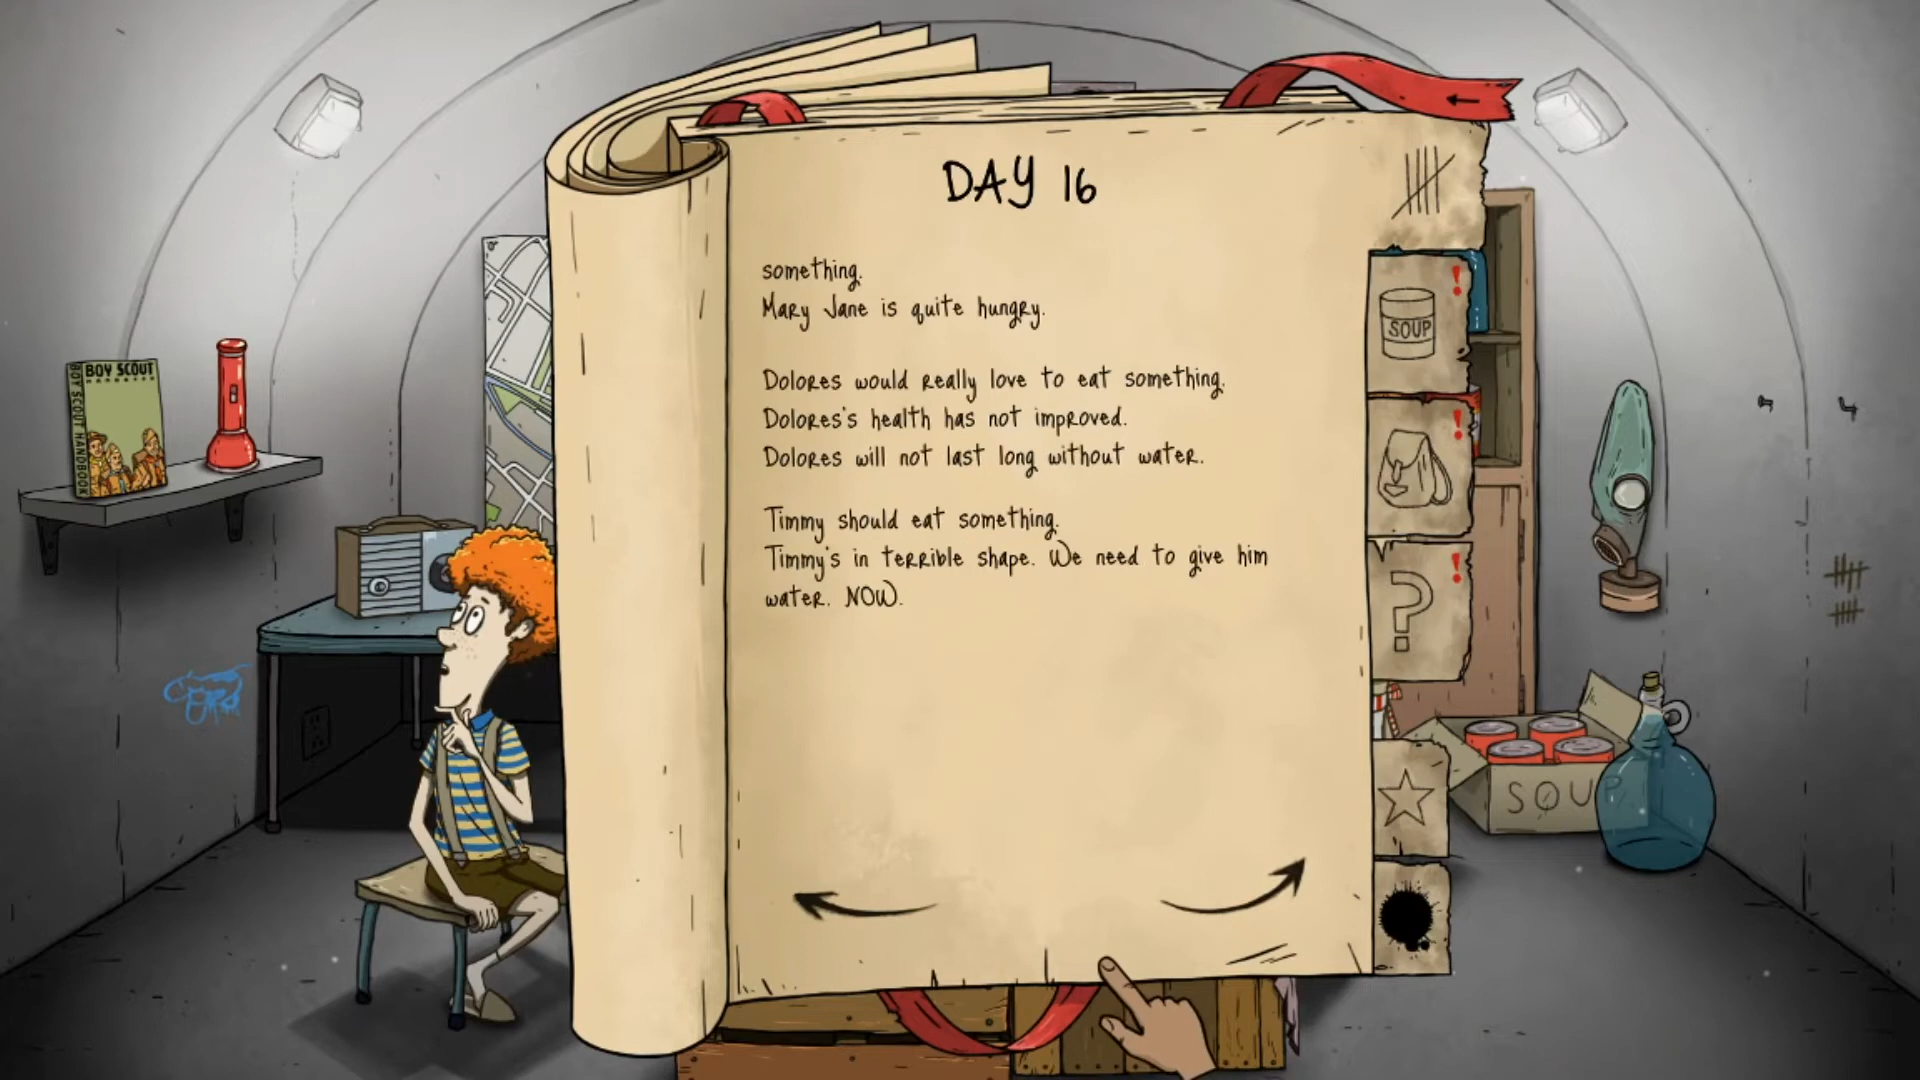 DAY 16
something.
Mary Jane is quite hungry.
Dolores would really love to eat something.
Dolores's health has not improved.
Dolores will not last long without water.
Timmy should eat something.
Timmy's in terrible shape. We need to give him
water. NOW.
SOUP
!
!
?
!
BOY SCOUT
BOY SCOUT HANDBOOK
SOUP